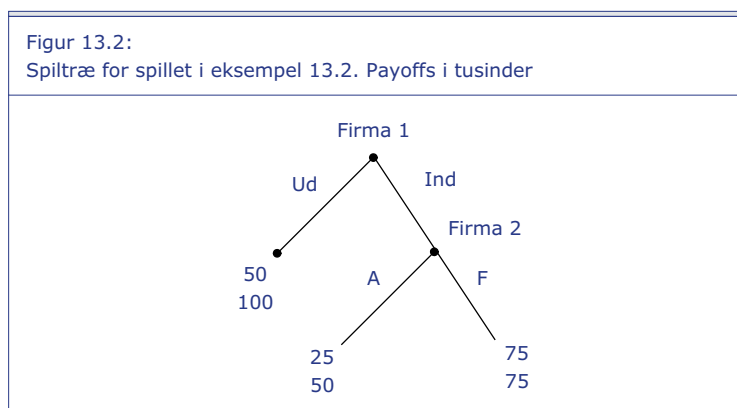 Figur 13.2:
Spiltræ for spillet i eksempel 13.2. Payoffs i tusinder
Firma 1
Ud
Ind
Firma 2
50
100
A
F
25
50
75
75